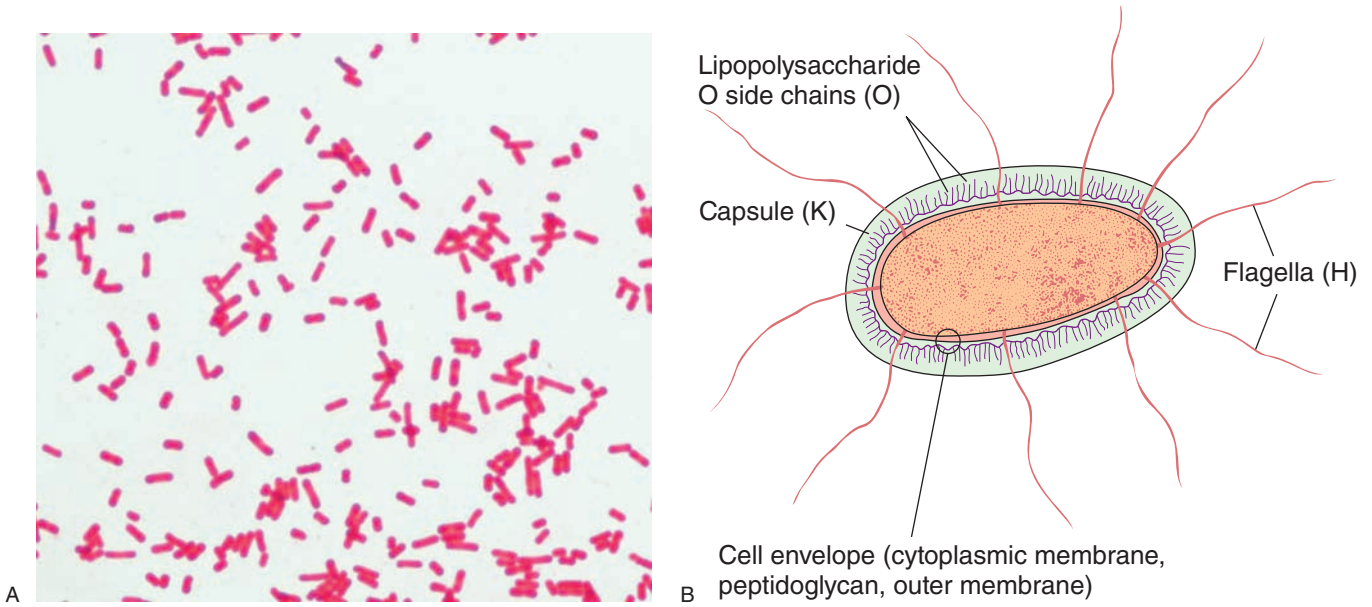 Lipopolysaccharide
O side chains (O)
Capsule (K)
Flagella (H)
Cell envelope (cytoplasmic membrane,
peptidoglycan, outer membrane)
A
B